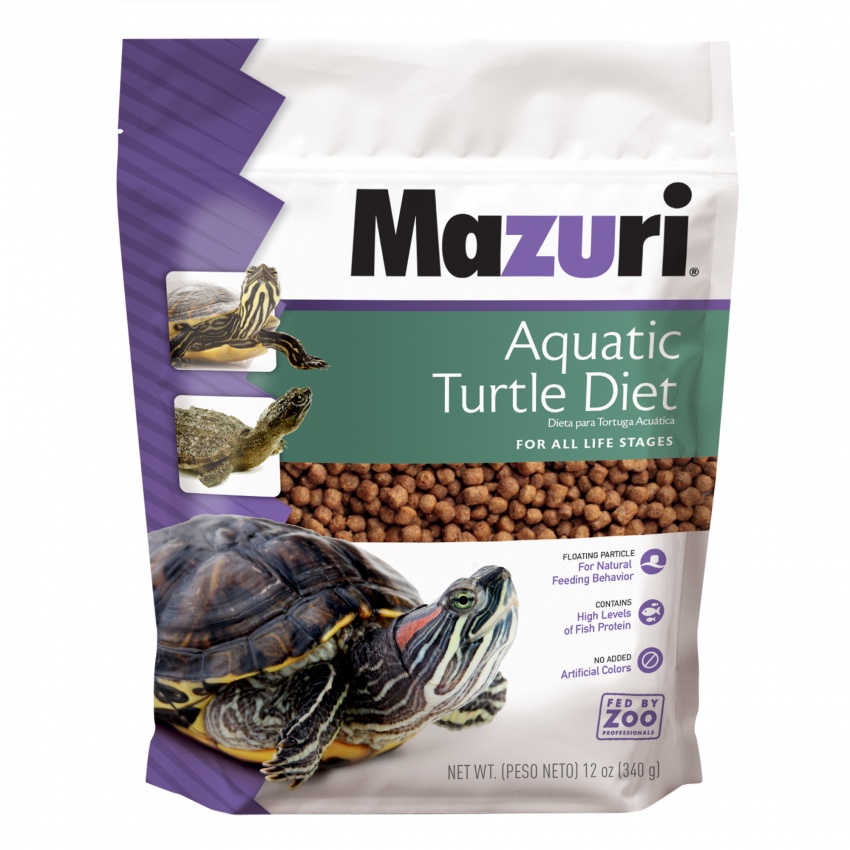 Mazuri®
Aquatic
Turtle Diet
Dieta para Tortuga Acuática
FOR ALL LIFE STAGES
FLOATING PARTICLE
For Natural
Feeding Behavior
CONTAINS
High Levels
of Fish Protein
NO ADDED
Artificial Colors
FED BY
ZOO
PROFESSIONALS
NET WT. (PESO NETO) 12 oz (340 g)